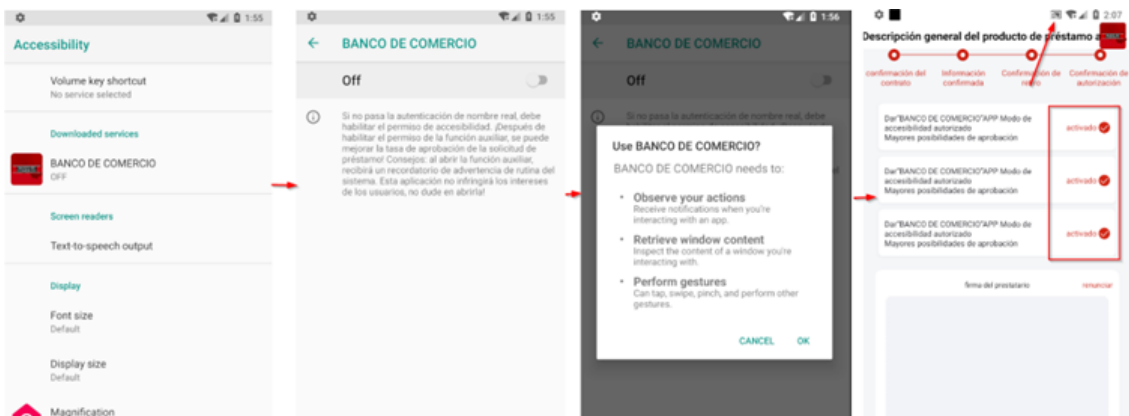 1:55
Accessibility
Volume key shortcut
No service selected
Downloaded services
BANCO DE COMERCIO
OFF
Screen readers
Text-to-speech output
Display
Font size
Default
Display size
Default
Magnification
1:55
BANCO DE COMERCIO
Off
Si no pasa la autenticación de nombre real, debe
habilitar el permiso de accesibilidad. ¡Después de
habilitar el permiso de la función auxiliar, se puede
mejorar la tasa de aprobación de la solicitud de
préstamo! Consejos: al abrir la función auxiliar,
recibirá un recordatorio de advertencia de rutina del
sistema. Esta aplicación no infringirá los intereses
de los usuarios, no dude en abrirla!
1:56
BANCO DE COMERCIO
Off
Si no pasa la autenticación de nombre real, debe
Use BANCO DE COMERCIO?
BANCO DE COMERCIO needs to:
• Observe your actions
Receive notifications when you're
interacting with an app.
• Retrieve window content
Inspect the content of a window you're
interacting with.
• Perform gestures
Can tap, swipe, pinch, and perform other
gestures.
CANCEL OK
2:07
Descripción general del producto de préstamo a
confirmación del contrato
Información confirmada
Confirmación de
Confirmación de autorización
Dar"BANCO DE COMERCIO"APP Modo de
accesibilidad autorizado
Mayores posibilidades de aprobación
activado
Dar"BANCO DE COMERCIO"APP Modo de
accesibilidad autorizado
Mayores posibilidades de aprobación
activado
Dar"BANCO DE COMERCIO"APP Modo de
accesibilidad autorizado
Mayores posibilidades de aprobación
activado
firma del prestatario
renunciar